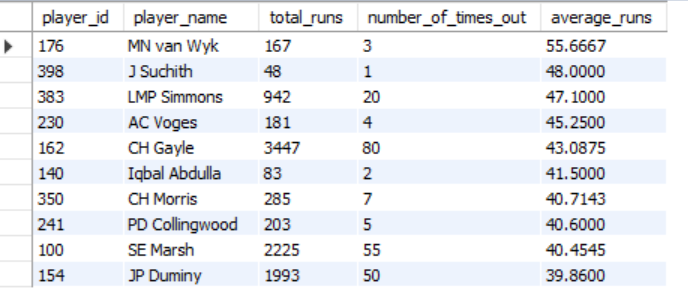 player_id player_name total_runs number_of_times_out average_runs
176 MN van Wyk 167 3 55.6667
398 J Suchith 48 1 48.0000
383 LMP Simmons 942 20 47.1000
230 AC Voges 181 4 45.2500
162 CH Gayle 3447 80 43.0875
140 Iqbal Abdulla 83 2 41.5000
350 CH Morris 285 7 40.7143
241 PD Collingwood 203 5 40.6000
100 SE Marsh 2225 55 40.4545
154 JP Duminy 1993 50 39.8600